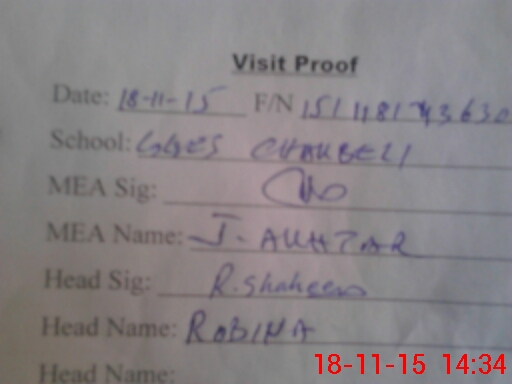 Visit Proof
Date: 18-11-15 F/N
School: GGES CHAKBELI
MEA Sig:
MEA Name: J. AKHTAR
Head Sig: R. Shaheen
Head Name: ROBINA
Head Name:
18-11-15 14:34